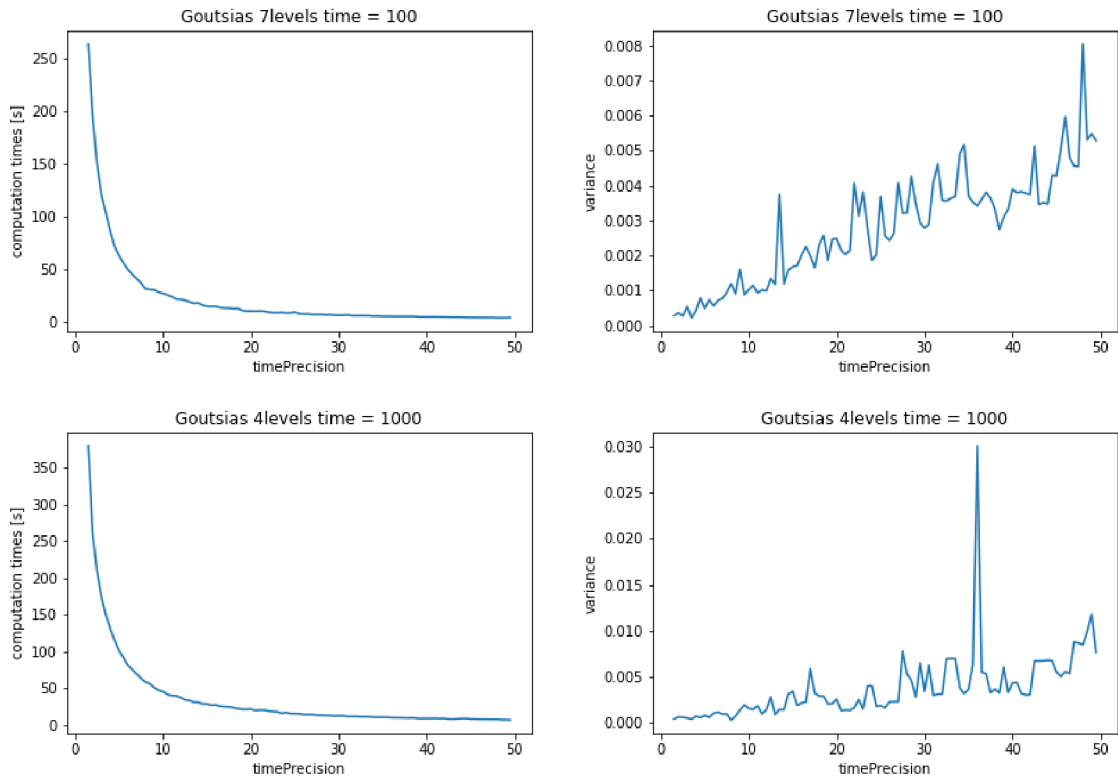 Goutsias 7levels time = 100
computation times [s]
250
200
150
100
50
0
0 10 20 30 40 50
timePrecision
Goutsias 7levels time = 100
variance
0.008
0.007
0.006
0.005
0.004
0.003
0.002
0.001
0.000
0 10 20 30 40 50
timePrecision
Goutsias 4levels time = 1000
computation times [s]
350
300
250
200
150
100
50
0
0 10 20 30 40 50
timePrecision
Goutsias 4levels time = 1000
variance
0.030
0.025
0.020
0.015
0.010
0.005
0.000
0 10 20 30 40 50
timePrecision